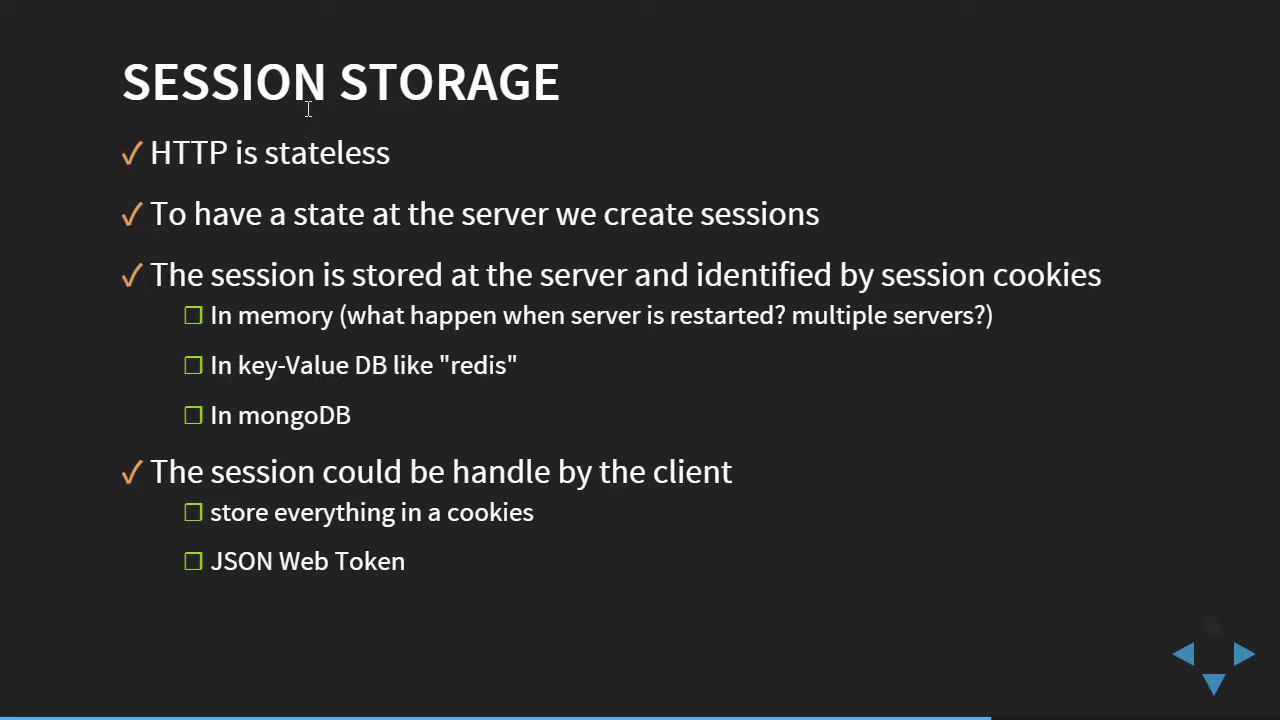 SESSION STORAGE
HTTP is stateless
To have a state at the server we create sessions
The session is stored at the server and identified by session cookies
In memory (what happen when server is restarted? multiple servers?)
In key-Value DB like "redis"
In mongoDB
The session could be handle by the client
store everything in a cookies
JSON Web Token